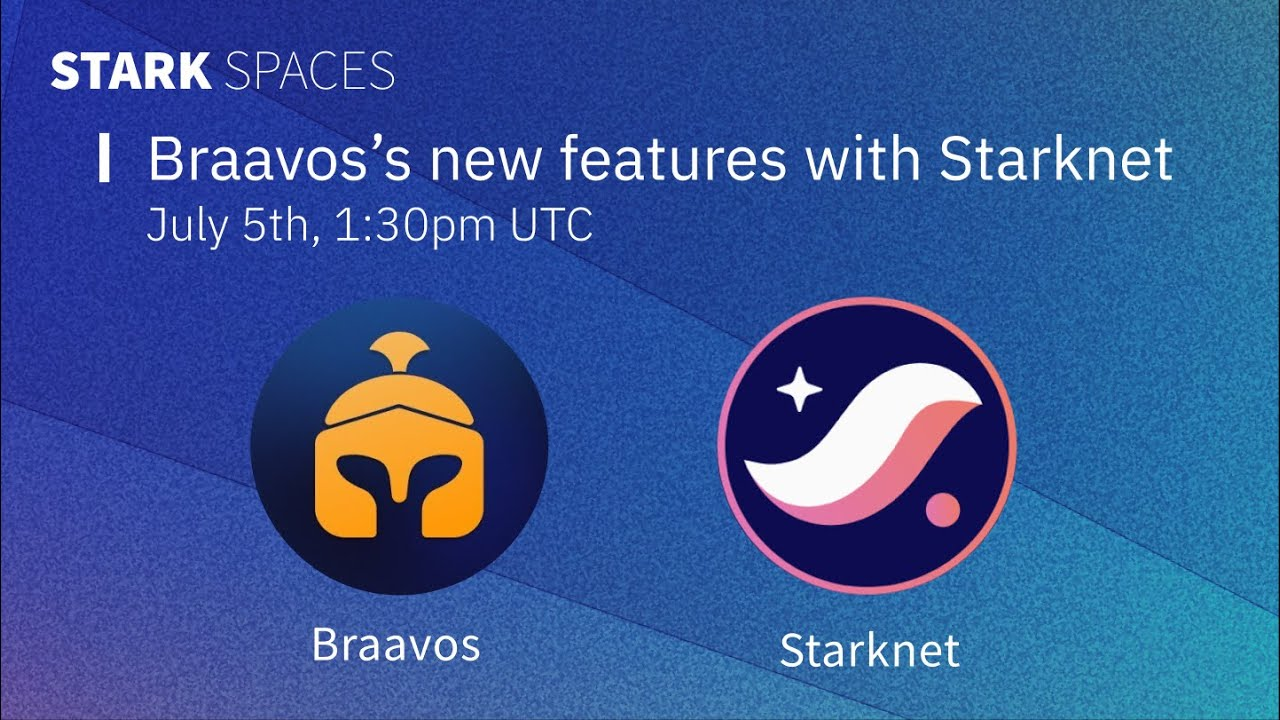 STARK SPACES
Braavos’s new features with Starknet
July 5th, 1:30pm UTC
Braavos
Starknet